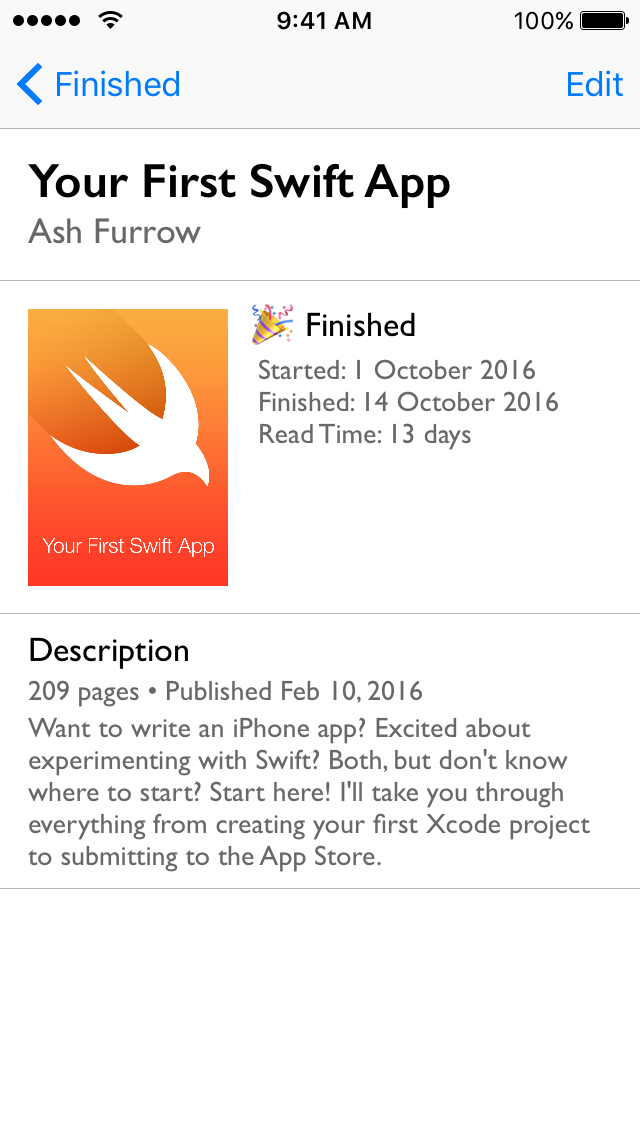 9:41 AM 100%
Finished Edit
Your First Swift App
Ash Furrow
Finished
Started: 1 October 2016
Finished: 14 October 2016
Read Time: 13 days
Your First Swift App
Description
209 pages • Published Feb 10, 2016
Want to write an iPhone app? Excited about
experimenting with Swift? Both, but don't know
where to start? Start here! I'll take you through
everything from creating your first Xcode project
to submitting to the App Store.